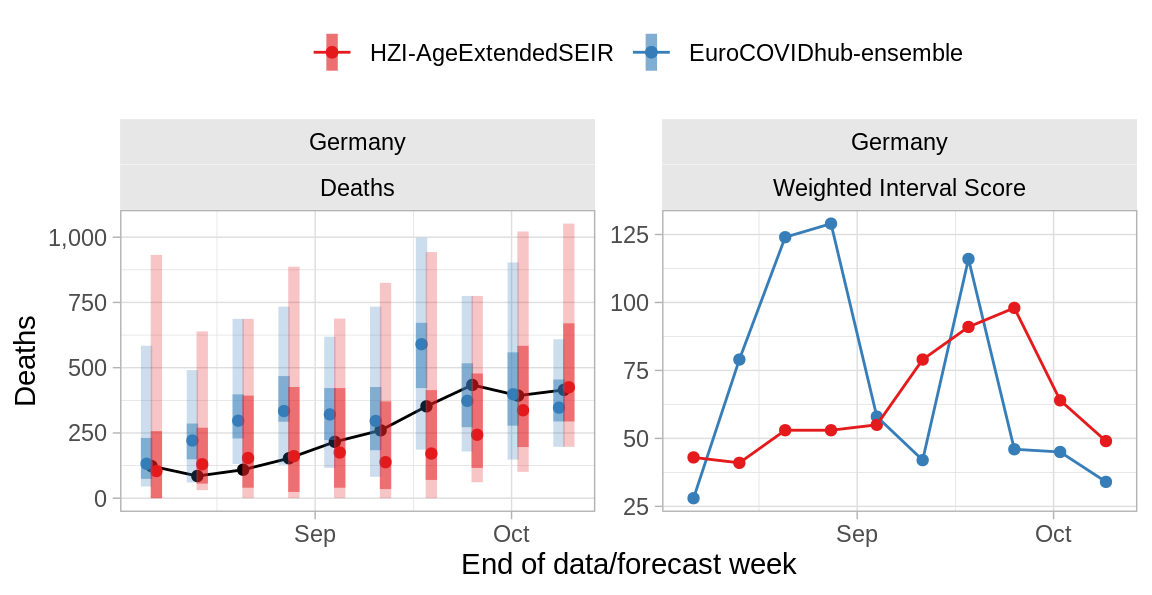 HZI-AgeExtendedSEIR EuroCOVIDhub-ensemble
Germany
Deaths
Deaths
1,000
750
500
250
0
Sep Oct
Germany
Weighted Interval Score
125
100
75
50
25
Sep Oct
End of data/forecast week